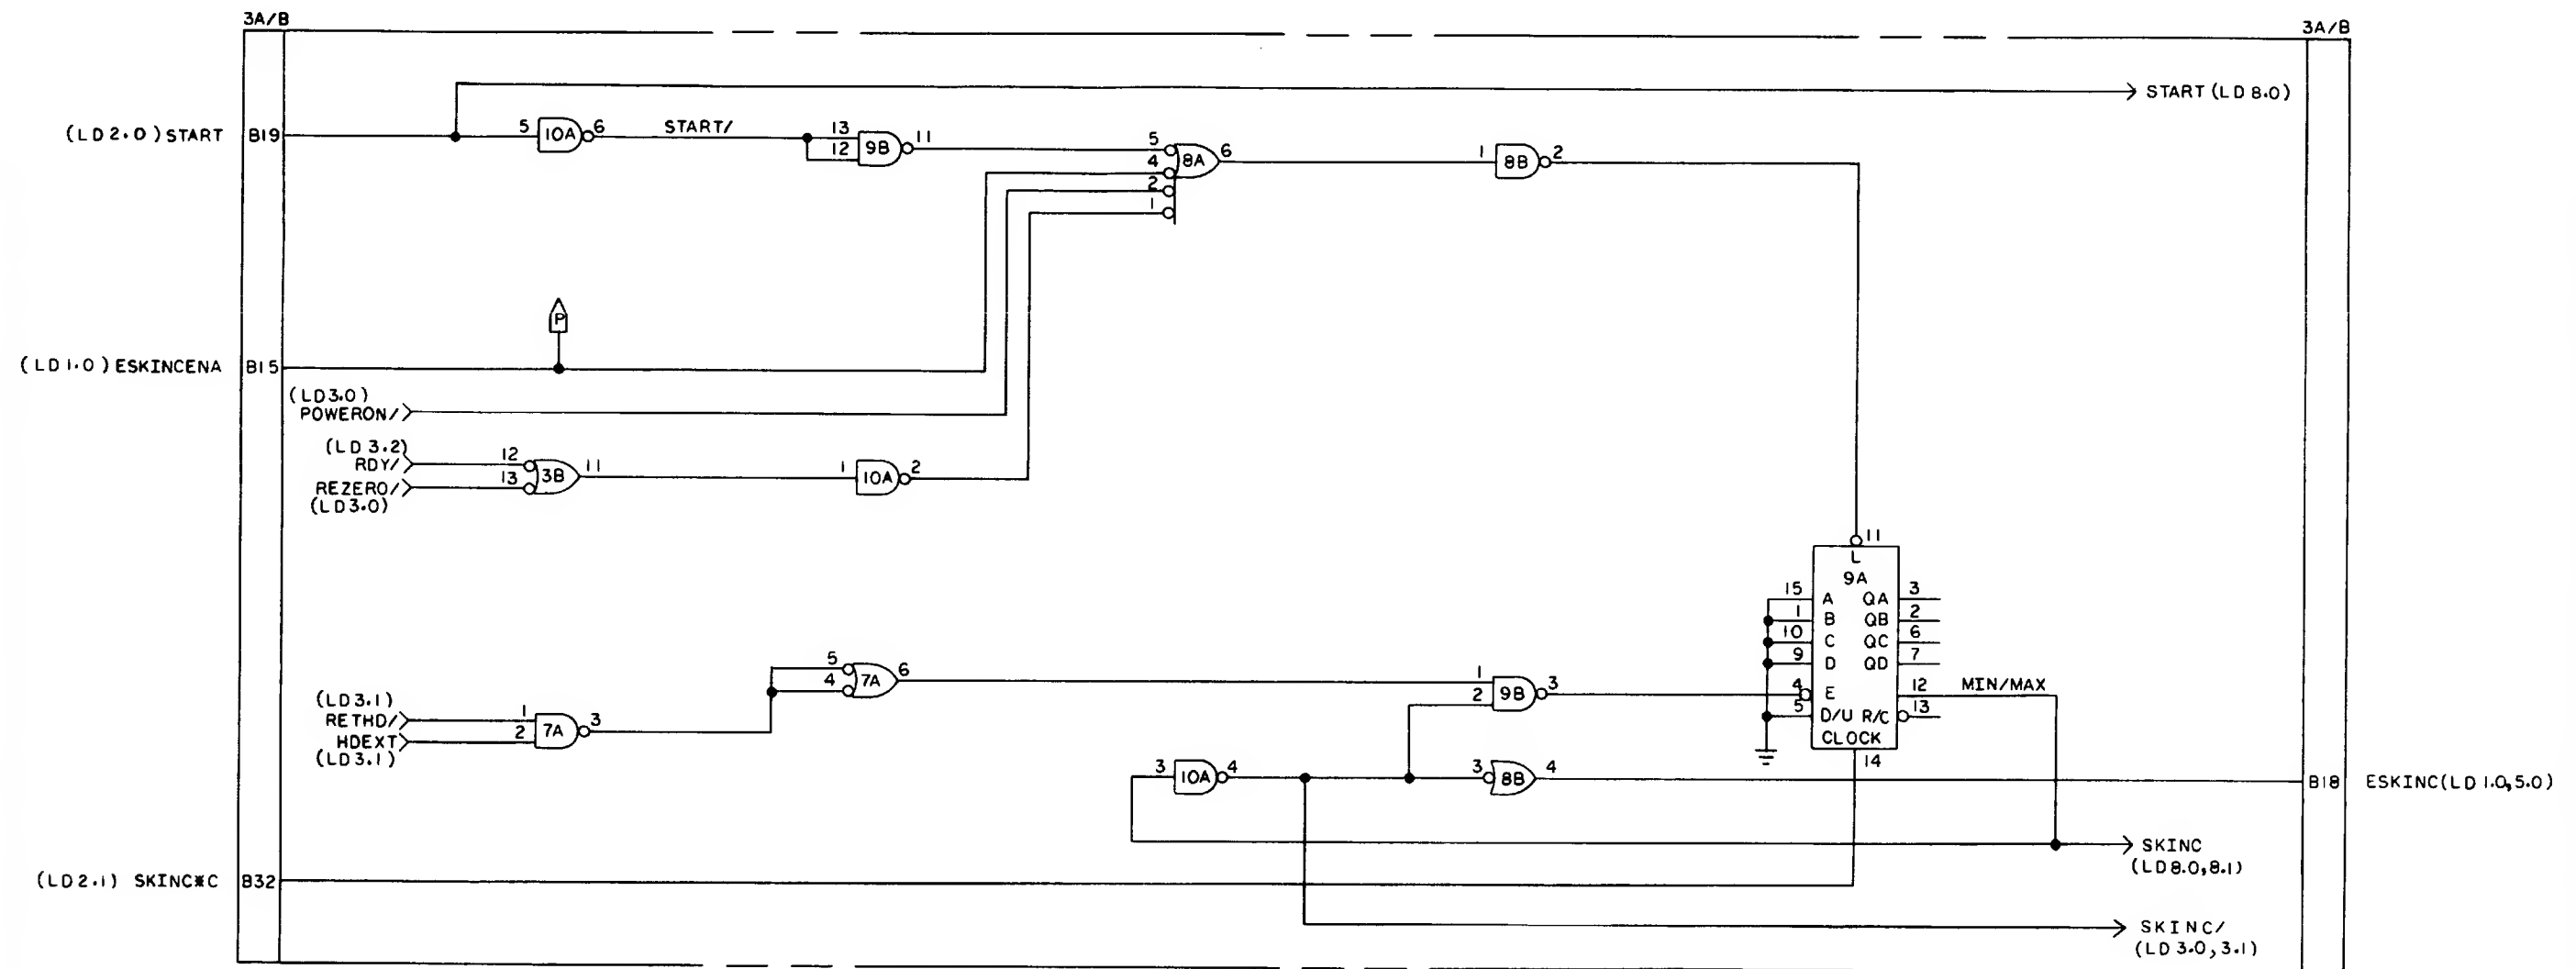 3A/B
3A/B
START (LD 8.0)
(LD 2.0) START
B19
5
10A
6
START/
13
12
9B
11
5
4
2
1
8A
6
1
8B
2
P
(LD 1.0) ESKINCENA
B15
(LD3.0)
POWERON/
(LD 3.2)
RDY/
REZERO/
(LD3.0)
12
13
3B
11
1
10A
2
11
L
9A
15
A
QA
3
1
B
QB
2
10
C
QC
6
9
D
QD
7
4
E
12
MIN/MAX
5
D/U
R/C
13
CLOCK
14
5
4
7A
6
1
2
9B
3
(LD3.1)
RETHD/
HDEXT
(LD3.1)
1
2
7A
3
3
10A
4
3
8B
4
B18
ESKINC(LD 1.0,5.0)
SKINC
(LD8.0,8.1)
(LD2.1) SKINC*C
B32
SKINC/
(LD 3.0,3.1)